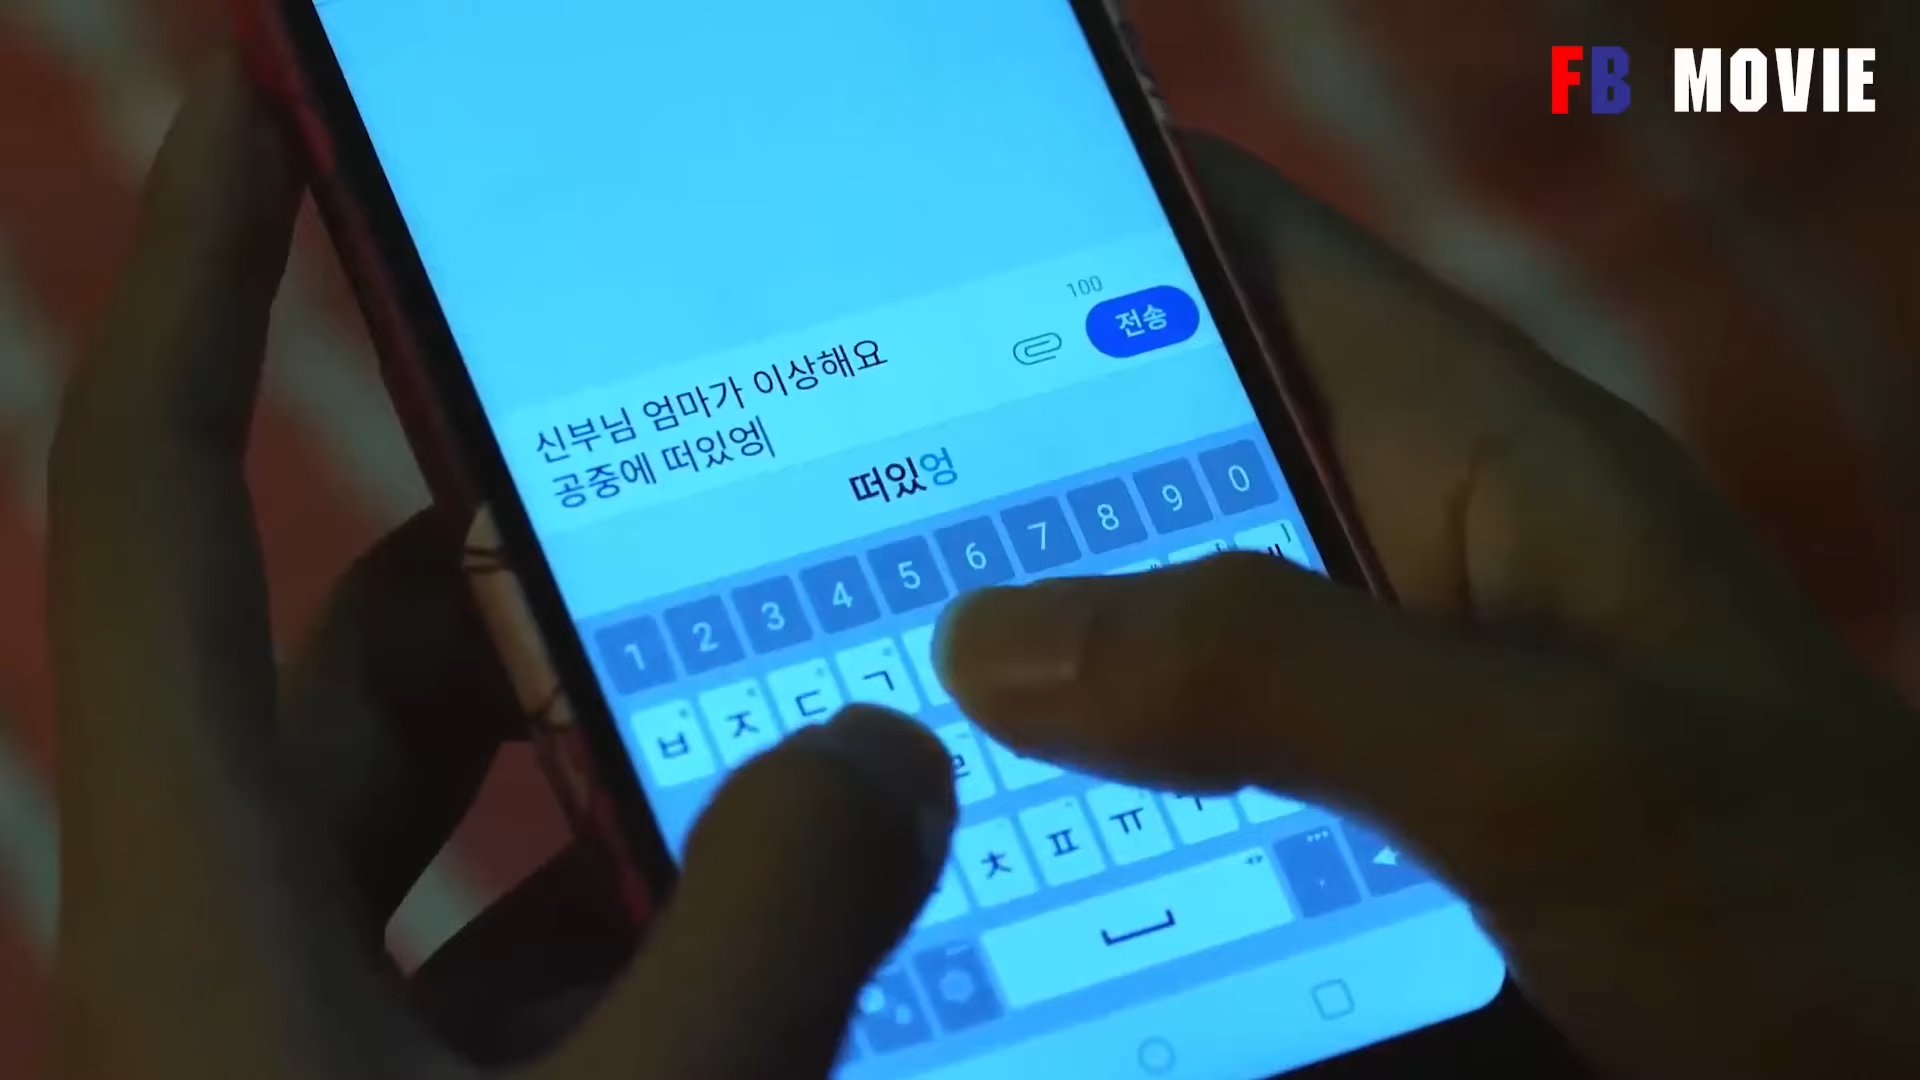 FB MOVIE
100
전송
신부님 엄마가 이상해요
공중에 떠있엉
떠있엉
1 2 3 4 5 6 7 8 9 0
ㅂ ㅈ ㄷ ㄱ
ㄹ
ㅊ ㅍ ㅠ ㅜ